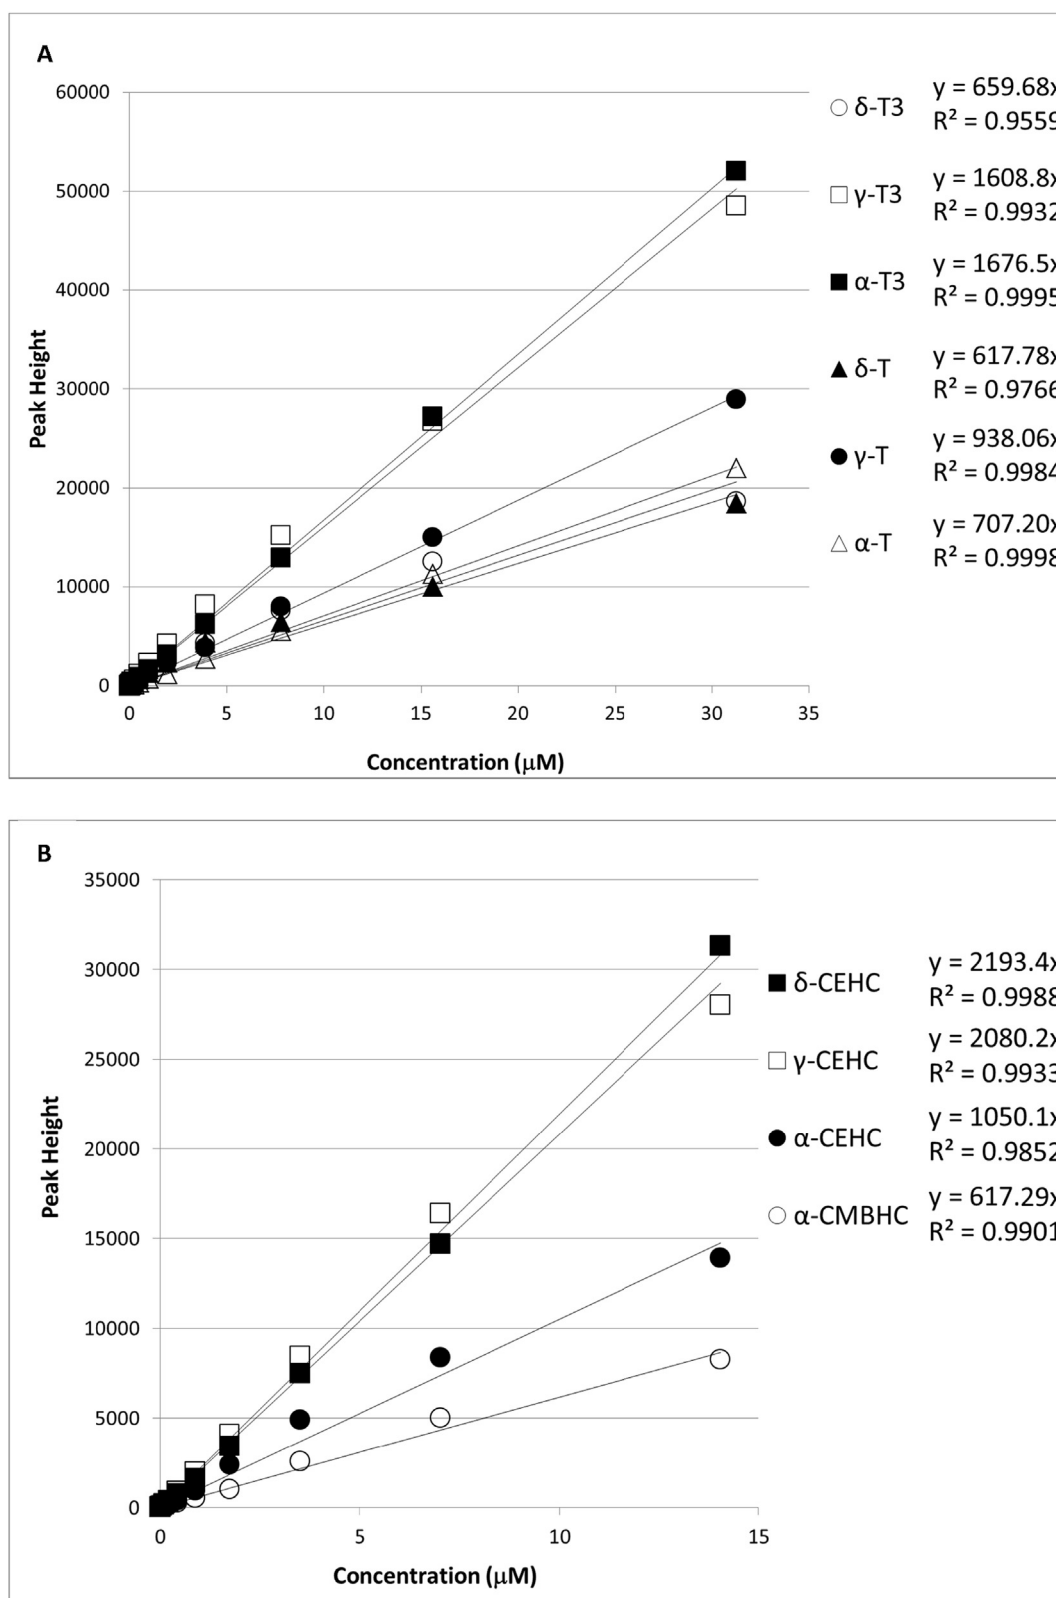 A
60000
50000
40000
30000
20000
10000
0
Peak Height
0 5 10 15 20 25 30 35
Concentration (μM)
δ-T3
y = 659.68x
R² = 0.9559
γ-T3
y = 1608.8x
R² = 0.9932
α-T3
y = 1676.5x
R² = 0.9995
δ-T
y = 617.78x
R² = 0.9766
γ-T
y = 938.06x
R² = 0.9984
α-T
y = 707.20x
R² = 0.9998
B
35000
30000
25000
20000
15000
10000
5000
0
Peak Height
0 5 10 15
Concentration (μM)
δ-CEHC
y = 2193.4x
R² = 0.9988
γ-CEHC
y = 2080.2x
R² = 0.9933
α-CEHC
y = 1050.1x
R² = 0.9852
α-CMBHC
y = 617.29x
R² = 0.9901